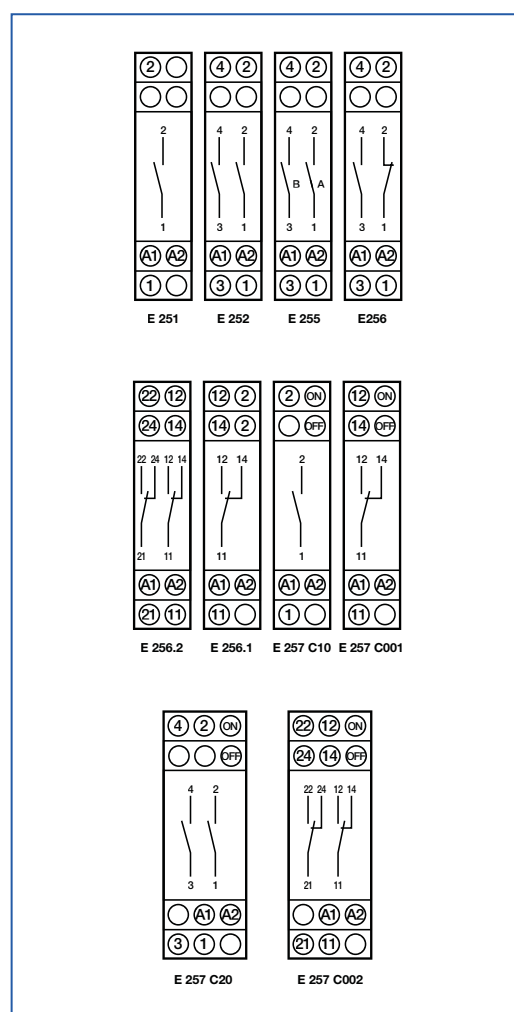 2 4 2 4 2 4 2
2 4 2 4 2 4 2
B A
1 3 1 3 1 3 1
A1 A2 A1 A2 A1 A2 A1 A2
1 3 1 3 1 3 1
E 251 E 252 E 255 E256
22 12 12 2 2 ON 12 ON
24 14 14 2 OFF 14 OFF
22 24 12 14 12 14 2 12 14
21 11 11 1 11
A1 A2 A1 A2 A1 A2 A1 A2
21 11 11 1 11
E 256.2 E 256.1 E 257 C10 E 257 C001
4 2 ON 22 12 ON
OFF 24 14 OFF
4 2 22 24 12 14
3 1 21 11
A1 A2 A1 A2
3 1 21 11
E 257 C20 E 257 C002